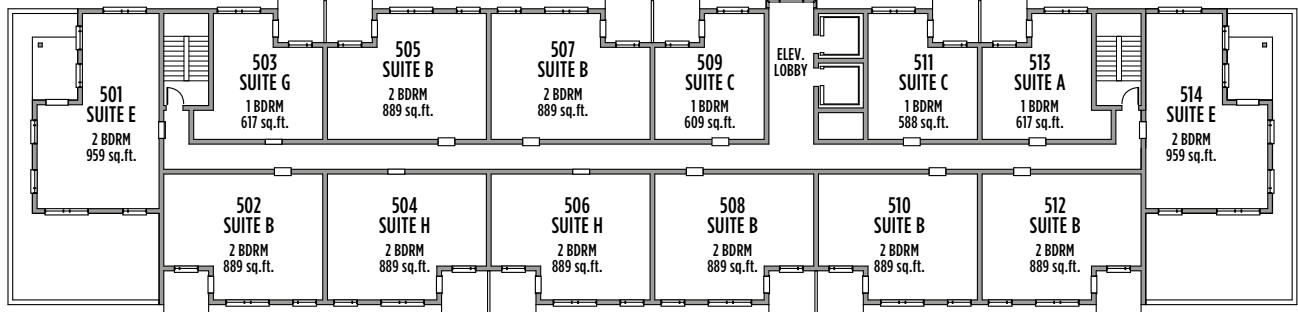 501
SUITE E
2 BDRM
959 sq.ft.
503
SUITE G
1 BDRM
617 sq.ft.
505
SUITE B
2 BDRM
889 sq.ft.
507
SUITE B
2 BDRM
889 sq.ft.
509
SUITE C
1 BDRM
609 sq.ft.
ELEV.
LOBBY
511
SUITE C
1 BDRM
588 sq.ft.
513
SUITE A
1 BDRM
617 sq.ft.
514
SUITE E
2 BDRM
959 sq.ft.
502
SUITE B
2 BDRM
889 sq.ft.
504
SUITE H
2 BDRM
889 sq.ft.
506
SUITE H
2 BDRM
889 sq.ft.
508
SUITE B
2 BDRM
889 sq.ft.
510
SUITE B
2 BDRM
889 sq.ft.
512
SUITE B
2 BDRM
889 sq.ft.